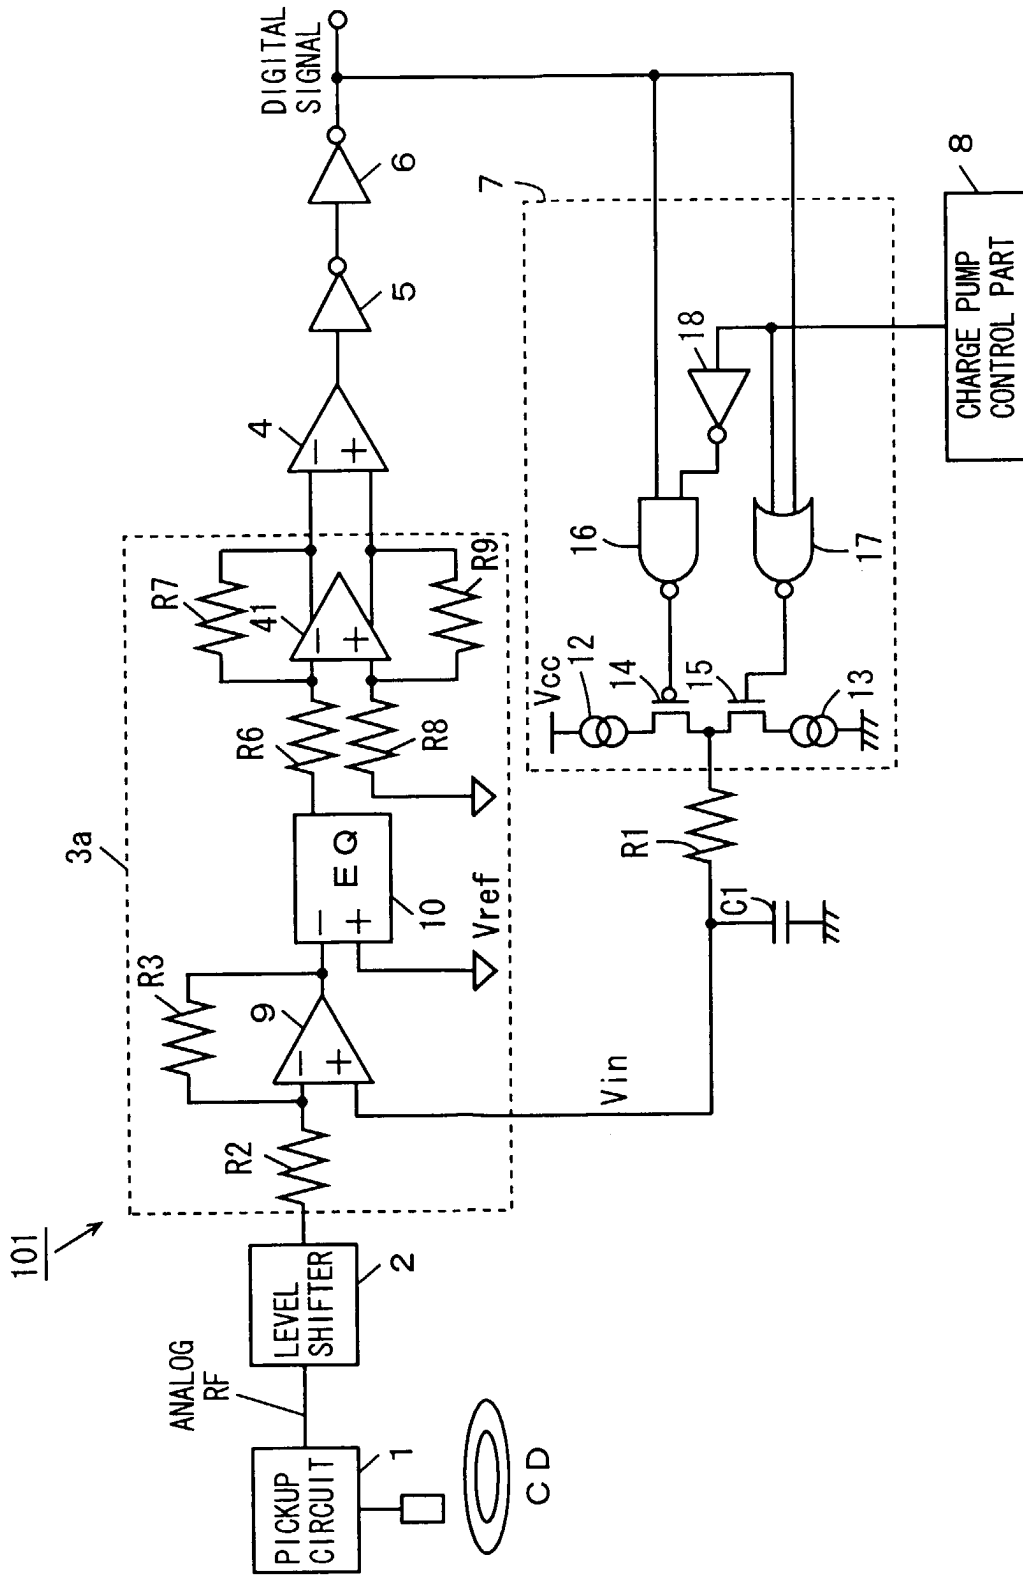 101
PICKUP
CIRCUIT
1
CD
ANALOG
RF
LEVEL
SHIFTER
2
3a
R2
R3
9
−
+
−
+
EQ
10
Vref
R6
R8
R7
41
−
+
R9
4
−
+
5
6
DIGITAL
SIGNAL
Vin
C1
R1
7
Vcc
12
14
15
13
16
17
18
8
CHARGE PUMP
CONTROL PART